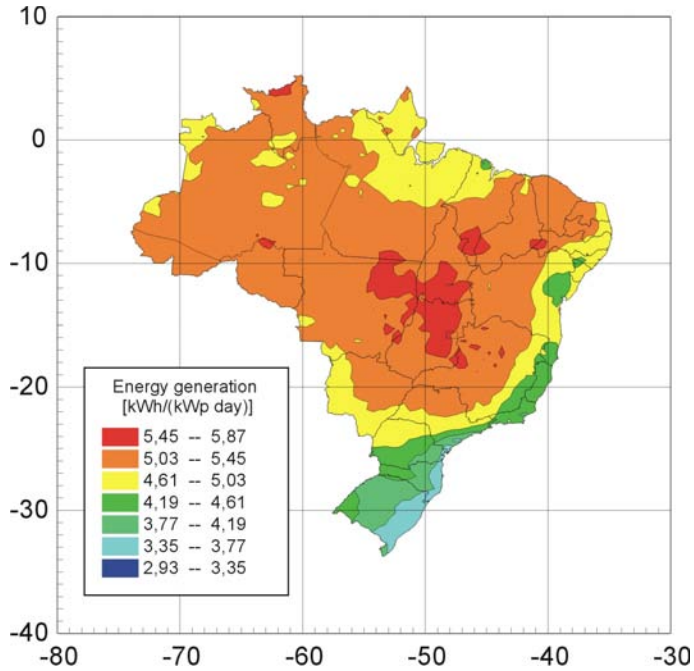 10
0
-10
-20
-30
-40
Energy generation
[kWh/(kWp day)]
5,45 -- 5,87
5,03 -- 5,45
4,61 -- 5,03
4,19 -- 4,61
3,77 -- 4,19
3,35 -- 3,77
2,93 -- 3,35
-80 -70 -60 -50 -40 -30